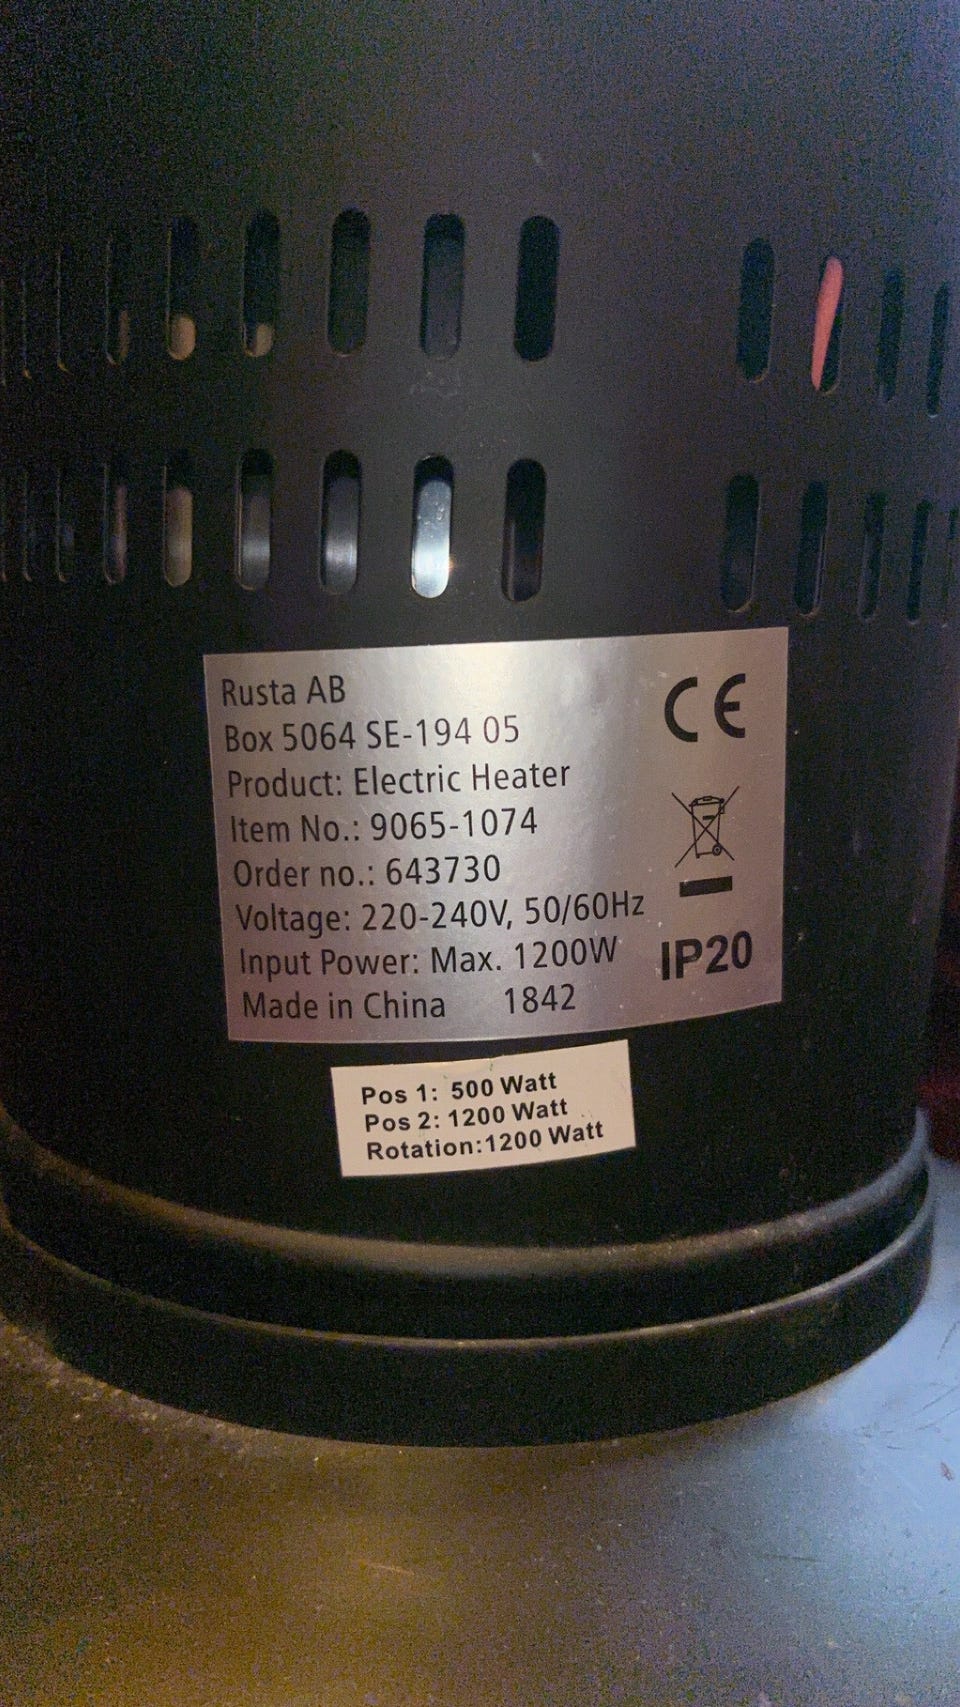 Rusta AB
Box 5064 SE-194 05
Product: Electric Heater
Item No.: 9065-1074
Order no.: 643730
Voltage: 220-240V, 50/60Hz
Input Power: Max. 1200W
Made in China 1842
CE
IP20
Pos 1: 500 Watt
Pos 2: 1200 Watt
Rotation:1200 Watt